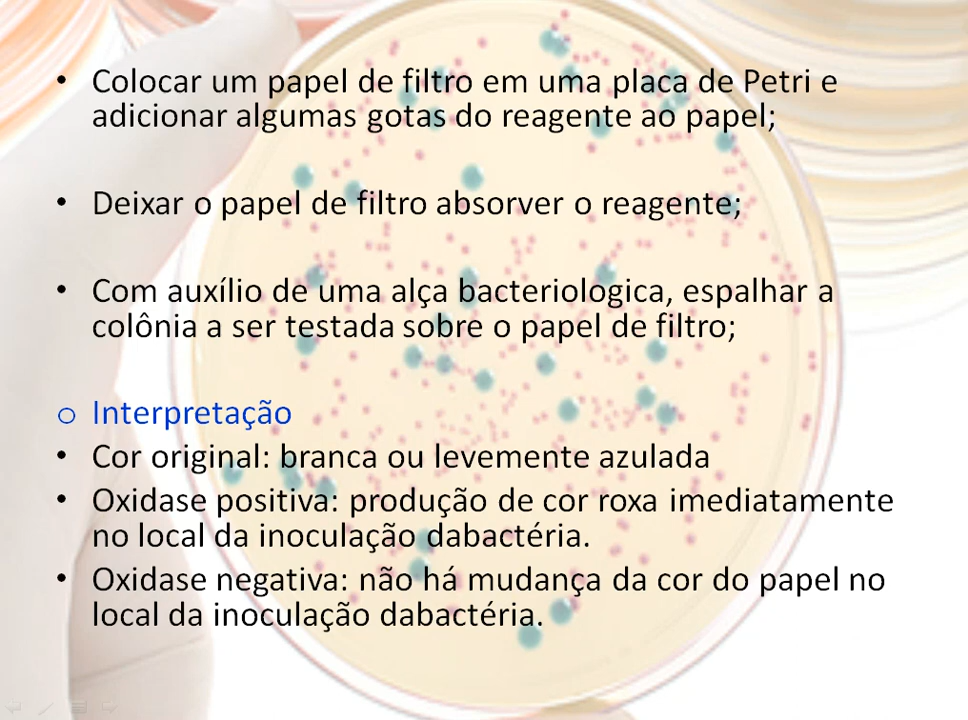 • Colocar um papel de filtro em uma placa de Petri e
adicionar algumas gotas do reagente ao papel;
• Deixar o papel de filtro absorver o reagente;
• Com auxílio de uma alça bacteriologica, espalhar a
colônia a ser testada sobre o papel de filtro;
o Interpretação
• Cor original: branca ou levemente azulada
• Oxidase positiva: produção de cor roxa imediatamente
no local da inoculação dabactéria.
• Oxidase negativa: não há mudança da cor do papel no
local da inoculação dabactéria.